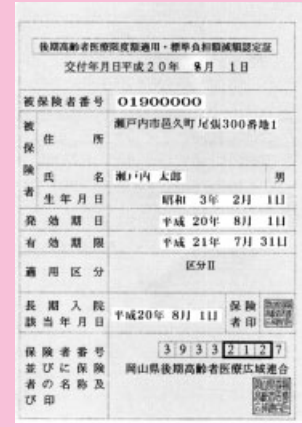 後期高齢者医療限度額適用・標準負担額減額認定証
交付年月日平成20年 8月 1日
被保険者番号 01900000
被保険者
住所 瀬戸内市邑久町尾張300番地1
氏名 瀬戸内 太郎 男
生年月日 昭和 3年 2月 1日
発効期日 平成 20年 8月 1日
有効期限 平成 21年 7月 31日
適用区分 区分Ⅱ
長期入院該当年月日 平成20年 8月 1日 保険者印
保険者番号並びに保険者の名称及び印 39332127
岡山県後期高齢者医療広域連合